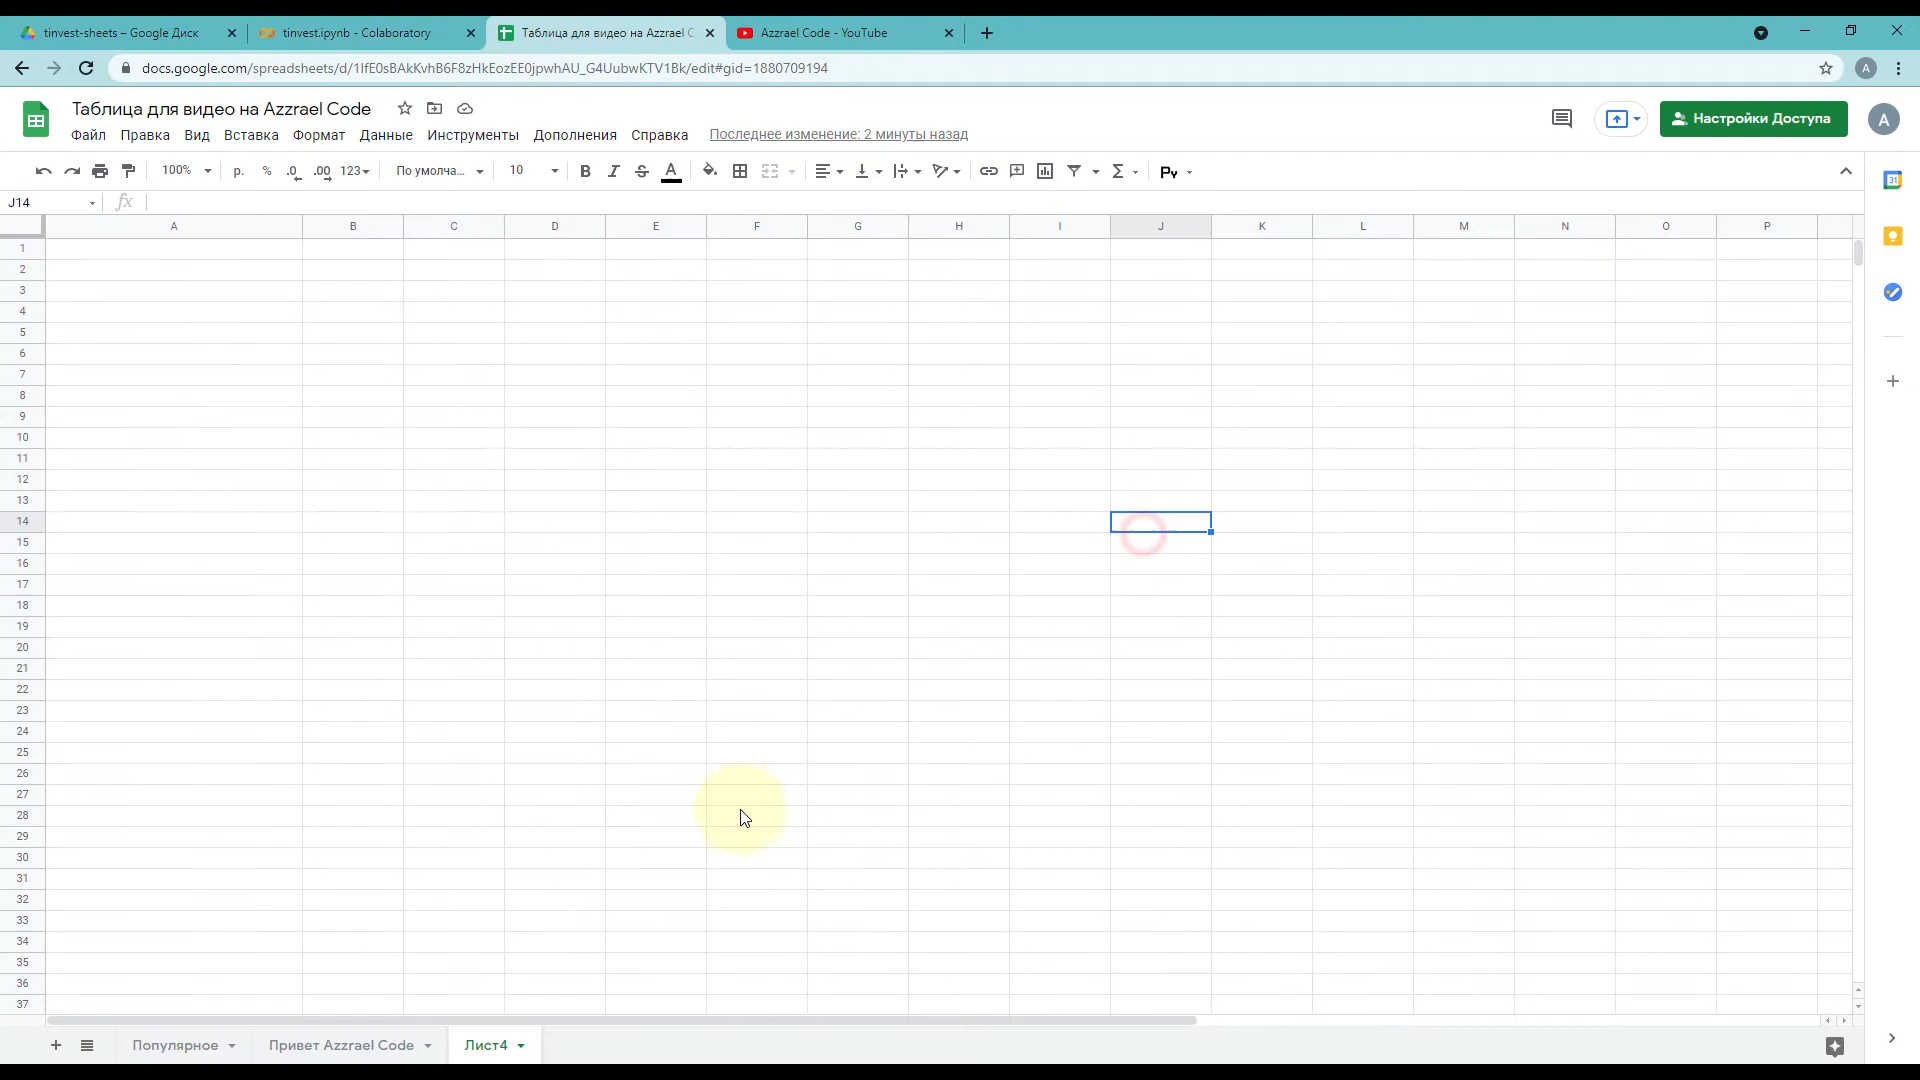 tinvest-sheets – Google Диск
tinvest.ipynb - Colaboratory
Таблица для видео на Azzrael C
Azzrael Code - YouTube
docs.google.com/spreadsheets/d/1IfE0sBAkKvhB6F8zHkEozEE0jpwhAU_G4UubwKTV1Bk/edit#gid=1880709194
A
Таблица для видео на Azzrael Code
Файл Правка Вид Вставка Формат Данные Инструменты Дополнения Справка Последнее изменение: 2 минуты назад
Настройки Доступа
A
100% р. % .0 .00 123 По умолча... 10 B I S A Σ Py
J14 fx
A B C D E F G H I J K L M N O P
1
2
3
4
5
6
7
8
9
10
11
12
13
14
15
16
17
18
19
20
21
22
23
24
25
26
27
28
29
30
31
32
33
34
35
36
37
31
Популярное Привет Azzrael Code Лист4